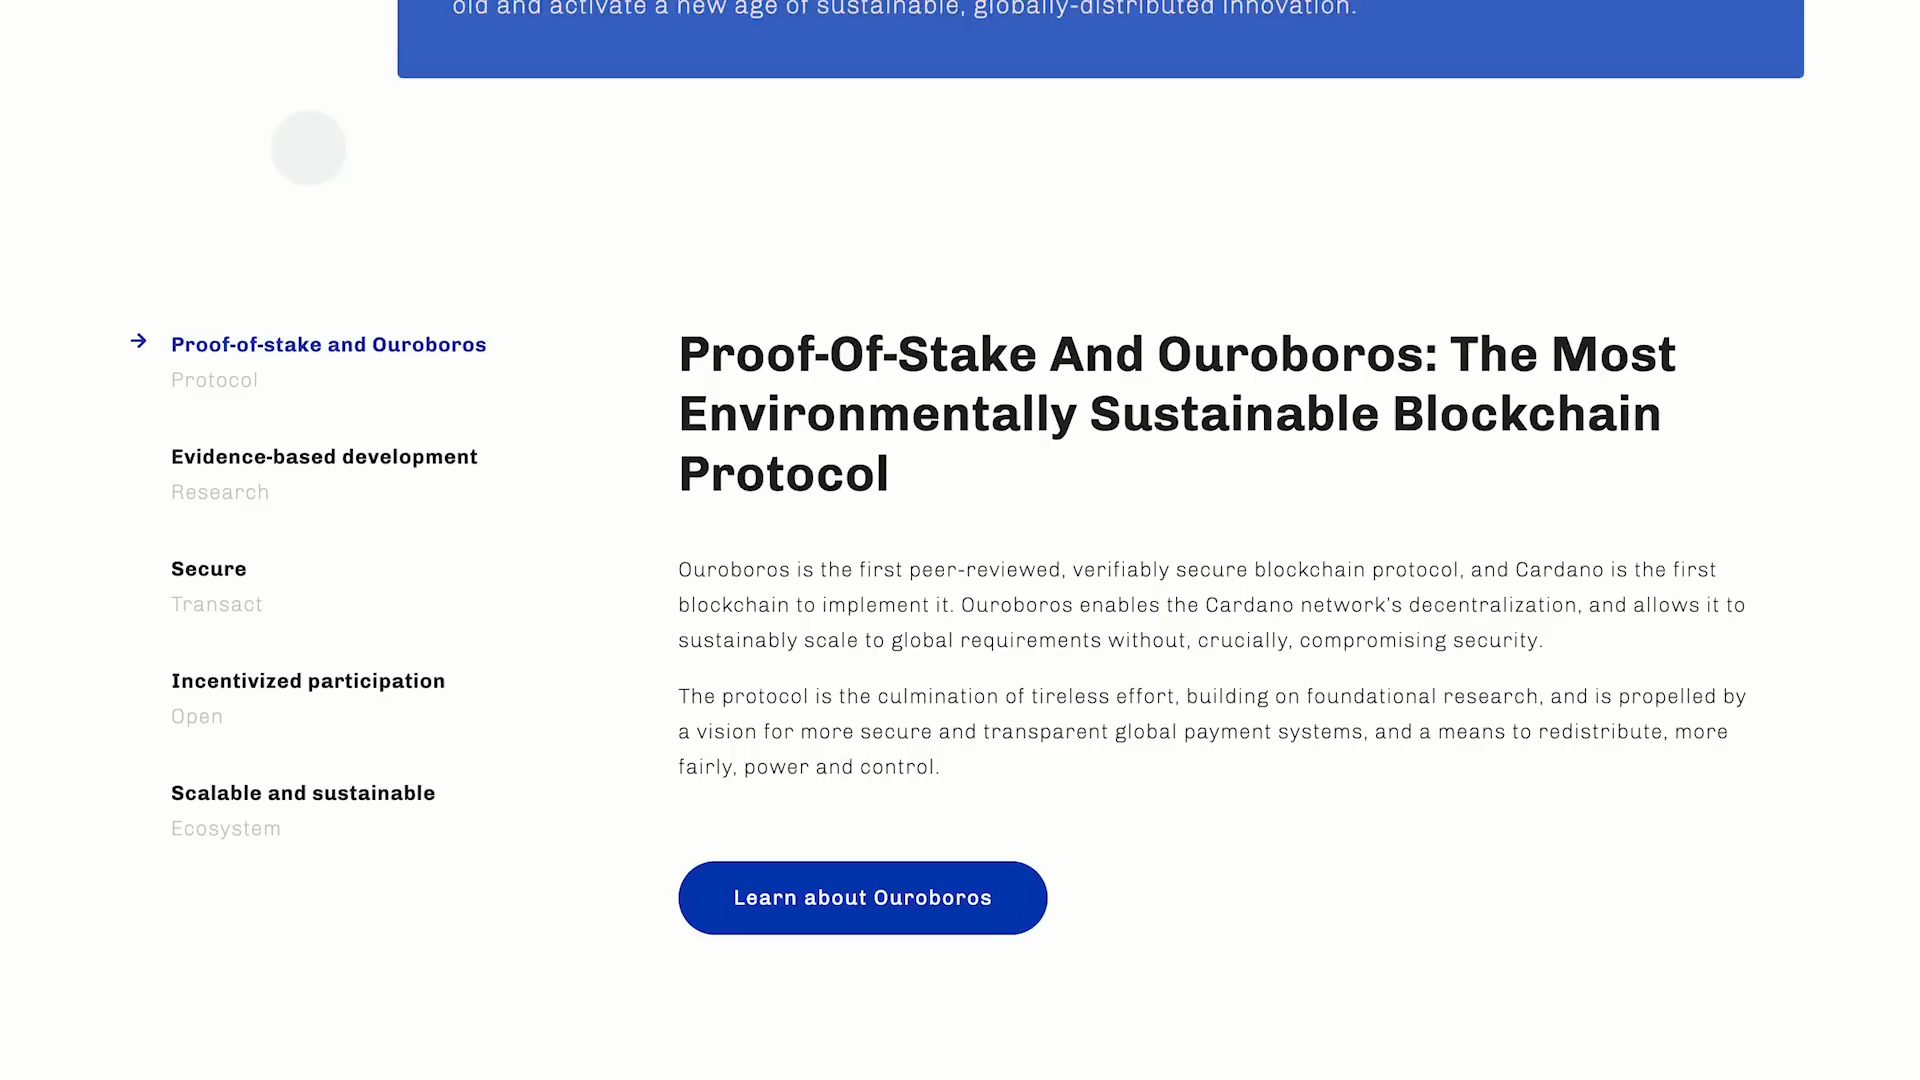 old and activate a new age of sustainable, globally-distributed innovation.
Proof-of-stake and Ouroboros
Protocol
Evidence-based development
Research
Secure
Transact
Incentivized participation
Open
Scalable and sustainable
Ecosystem
Proof-Of-Stake And Ouroboros: The Most
Environmentally Sustainable Blockchain
Protocol
Ouroboros is the first peer-reviewed, verifiably secure blockchain protocol, and Cardano is the first
blockchain to implement it. Ouroboros enables the Cardano network's decentralization, and allows it to
sustainably scale to global requirements without, crucially, compromising security.
The protocol is the culmination of tireless effort, building on foundational research, and is propelled by
a vision for more secure and transparent global payment systems, and a means to redistribute, more
fairly, power and control.
Learn about Ouroboros